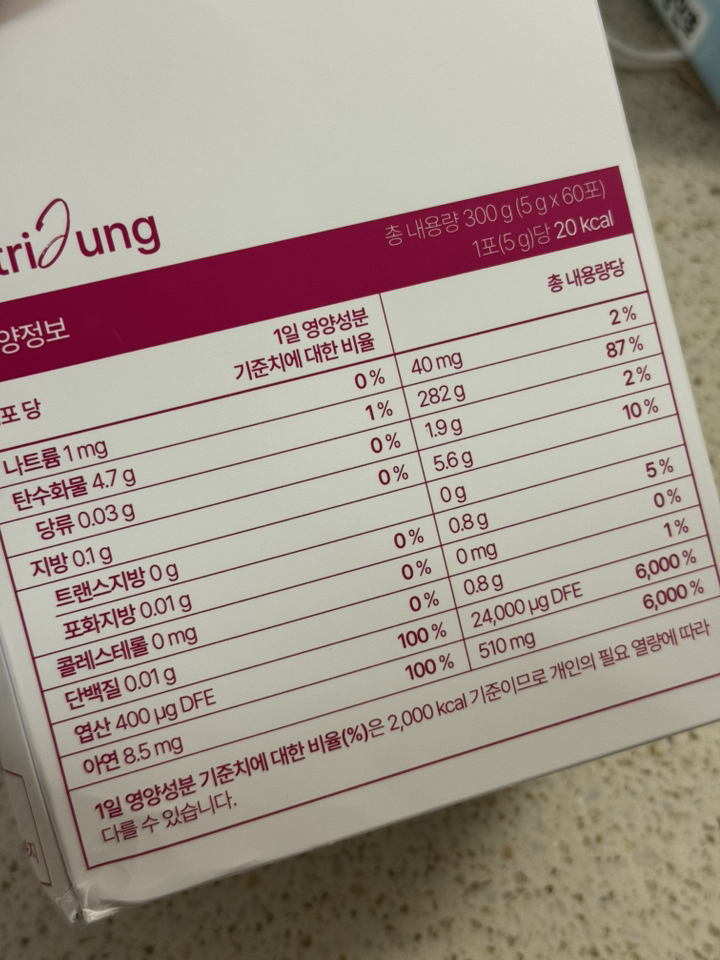 tri ung
총 내용량 300 g (5 g x 60포)
1포(5 g)당 20 kcal
양정보
포 당
1일 영양성분
기준치에 대한 비율
총 내용량당
나트륨 1 mg 0% 40 mg 2%
탄수화물 4.7 g 1% 282 g 87%
당류 0.03 g 0% 1.9 g 2%
지방 0.1 g 0% 5.6 g 10%
트랜스지방 0 g 0 g
포화지방 0.01 g 0% 0.8 g 5%
콜레스테롤 0 mg 0% 0 mg 0%
단백질 0.01 g 0% 0.8 g 1%
엽산 400 µg DFE 100% 24,000 µg DFE 6,000%
아연 8.5 mg 100% 510 mg 6,000%
1일 영양성분 기준치에 대한 비율(%)은 2,000 kcal 기준이므로 개인의 필요 열량에 따라
다를 수 있습니다.